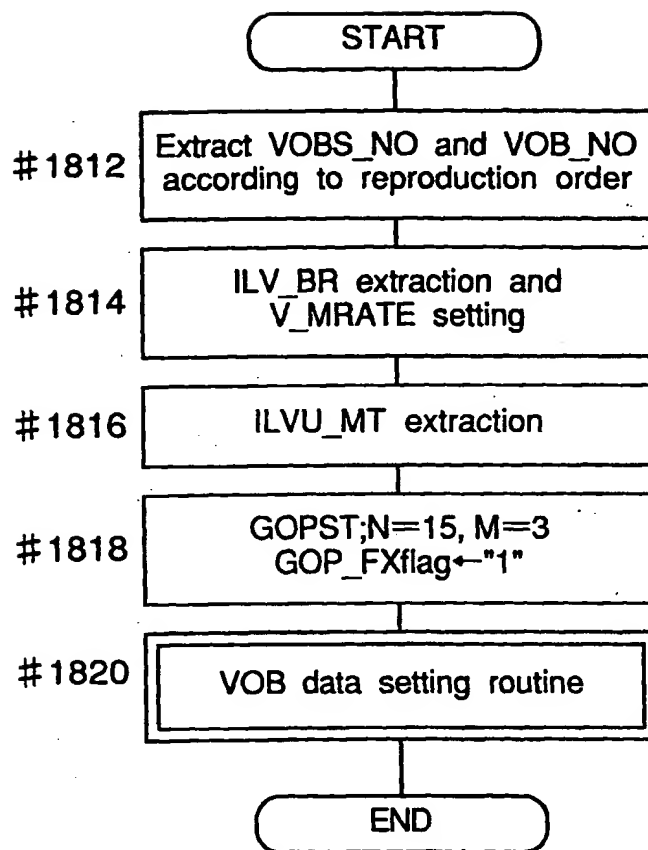 START
#1812
Extract VOBS_NO and VOB_NO
according to reproduction order
#1814
ILV_BR extraction and
V_MRATE setting
#1816
ILVU_MT extraction
#1818
GOPST;N=15, M=3
GOP_FXflag←"1"
#1820
VOB data setting routine
END